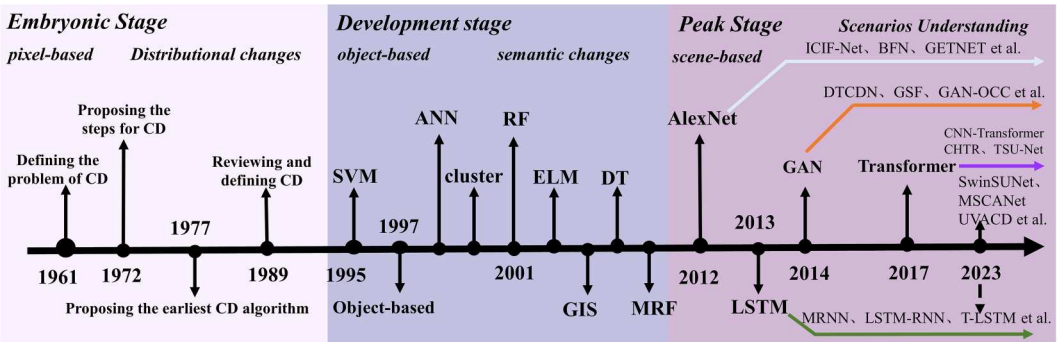 Embryonic Stage
pixel-based
Distributional changes
Proposing the
steps for CD
Defining the
problem of CD
Reviewing and
defining CD
1977
1961
1972
1989
Proposing the earliest CD algorithm
Development stage
object-based
semantic changes
ANN
RF
SVM
cluster
ELM
DT
1997
1995
2001
Object-based
GIS
MRF
Peak Stage
Scenarios Understanding
scene-based
ICIF-Net、BFN、GETNET et al.
DTCDN、GSF、GAN-OCC et al.
AlexNet
CNN-Transformer
CHTR、TSU-Net
GAN
Transformer
SwinSUNet、
MSCANet
UVACD et al.
2013
2012
2014
2017
2023
LSTM
MRNN、LSTM-RNN、T-LSTM et al.